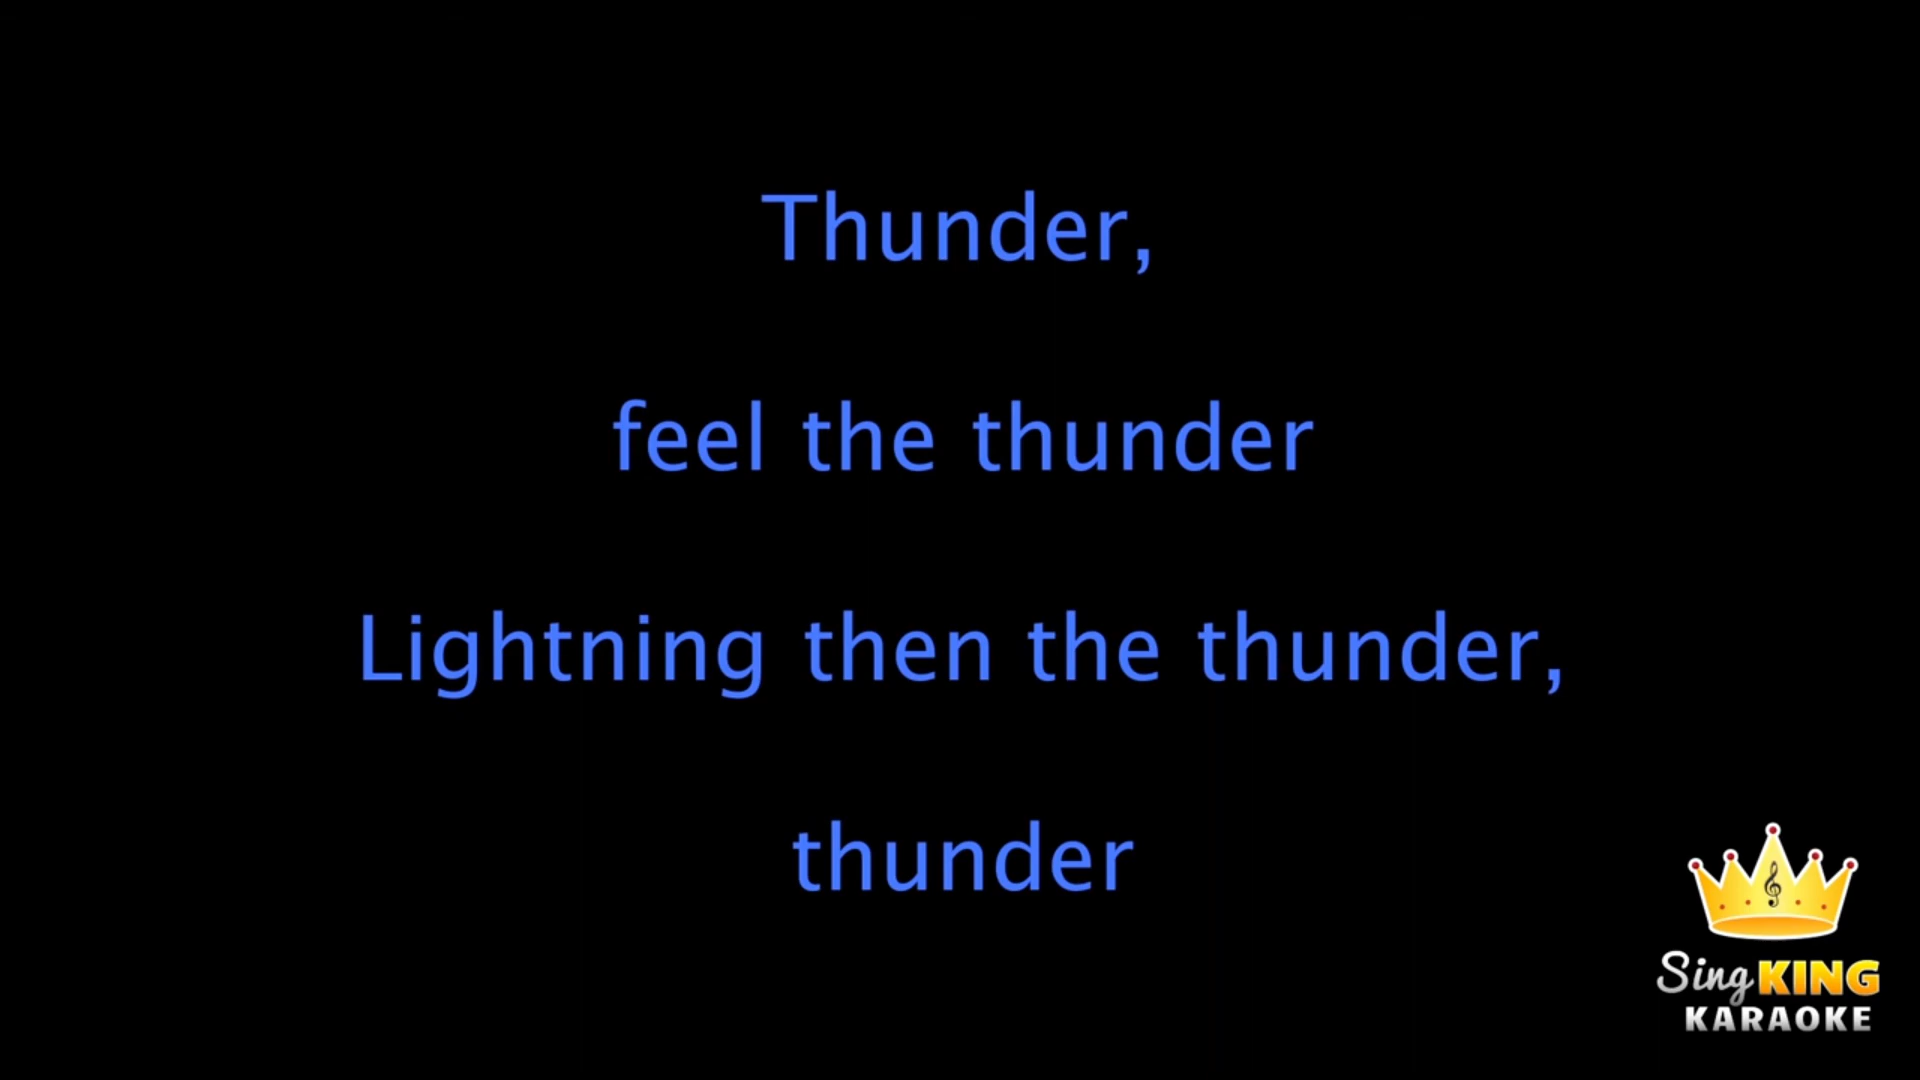 Thunder,
feel the thunder
Lightning then the thunder,
thunder
Sing KING
KARAOKE